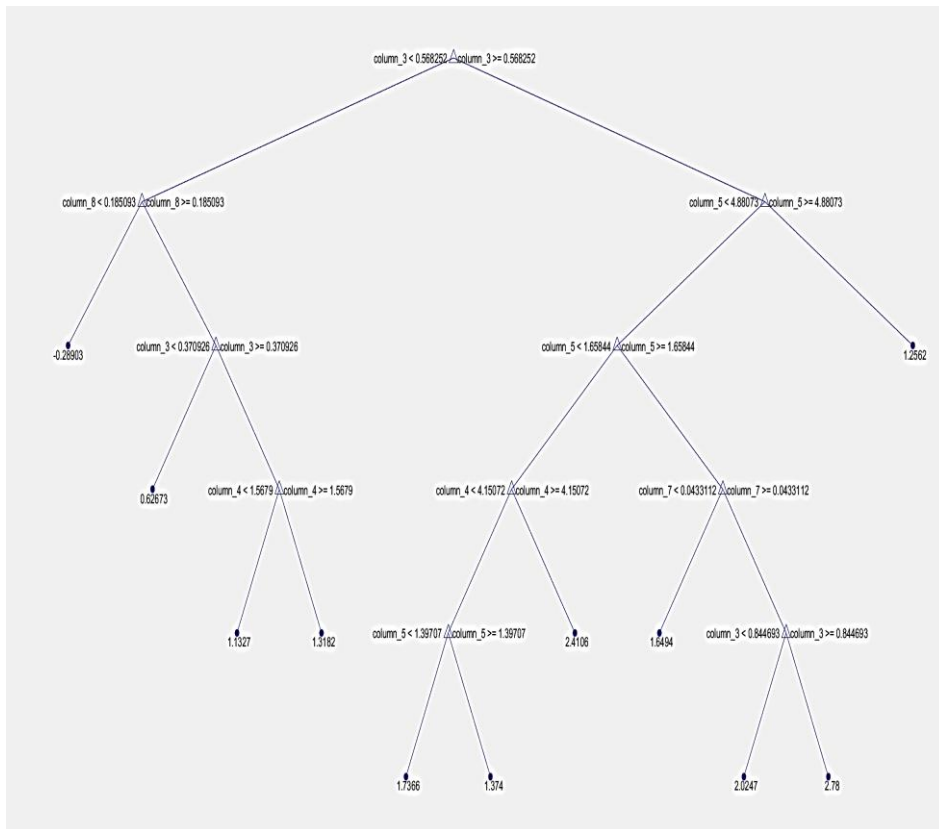 column_3 < 0.568252 column_3 >= 0.568252
column_8 < 0.185093 column_8 >= 0.185093
column_5 < 4.88073 column_5 >= 4.88073
-0.28903
column_3 < 0.370926 column_3 >= 0.370926
column_5 < 1.65844 column_5 >= 1.65844
1.2562
0.62673
column_4 < 1.5679 column_4 >= 1.5679
column_4 < 4.15072 column_4 >= 4.15072
column_7 < 0.0433112 column_7 >= 0.0433112
1.1327
1.3182
column_5 < 1.39707 column_5 >= 1.39707
2.4106
1.6494
column_3 < 0.844693 column_3 >= 0.844693
1.7366
1.374
2.0247
2.78